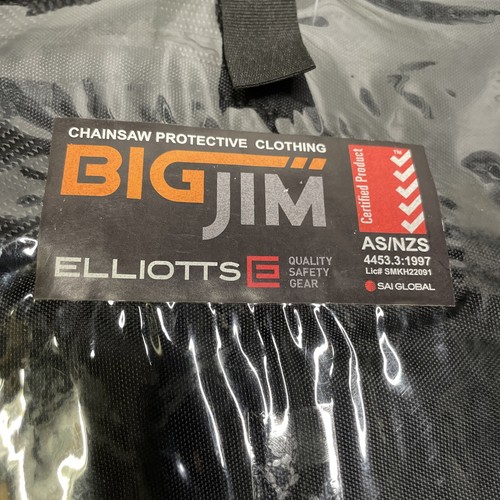 CHAINSAW PROTECTIVE CLOTHING
BIG
JIM
Certified Product
TM
AS/NZS
4453.3:1997
Lic# SMKH22091
SAI GLOBAL
ELLIOTTS E
QUALITY
SAFETY
GEAR